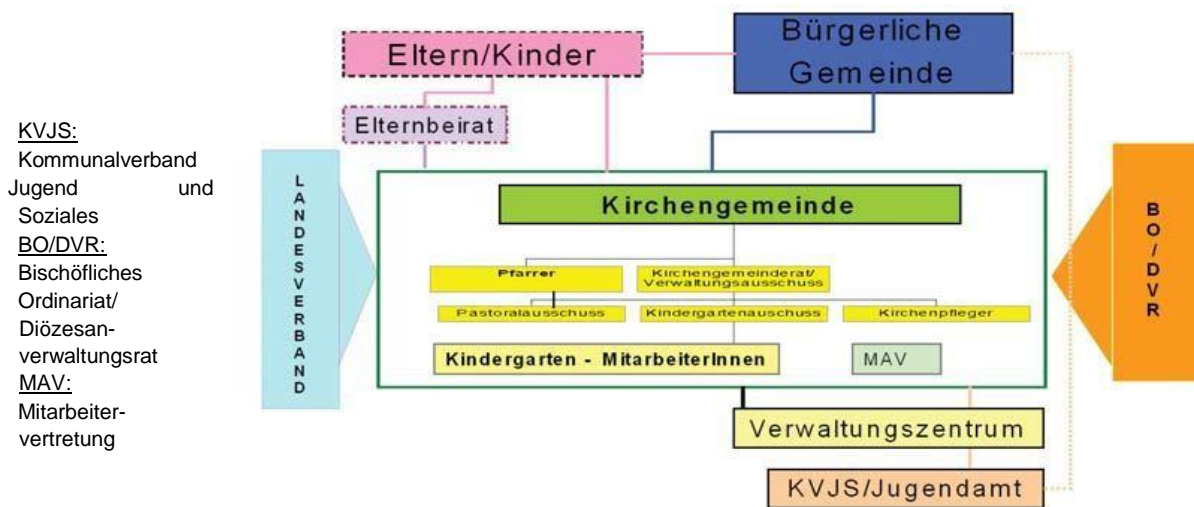 KVJS:
Kommunalverband
Jugend und
Soziales
BO/DVR:
Bischöfliches
Ordinariat/
Diözesan-
verwaltungsrat
MAV:
Mitarbeiter-
vertretung
Eltern/Kinder
Bürgerliche
Gemeinde
Elternbeirat
LANDESVERBAND
Kirchengemeinde
Pfarrer
Kirchengemeinderat/
Verwaltungsausschuss
Pastoralausschuss
Kindergartenauschuss
Kirchenpfleger
Kindergarten - MitarbeiterInnen
MAV
BO/DVR
Verwaltungszentrum
KVJS/Jugendamt